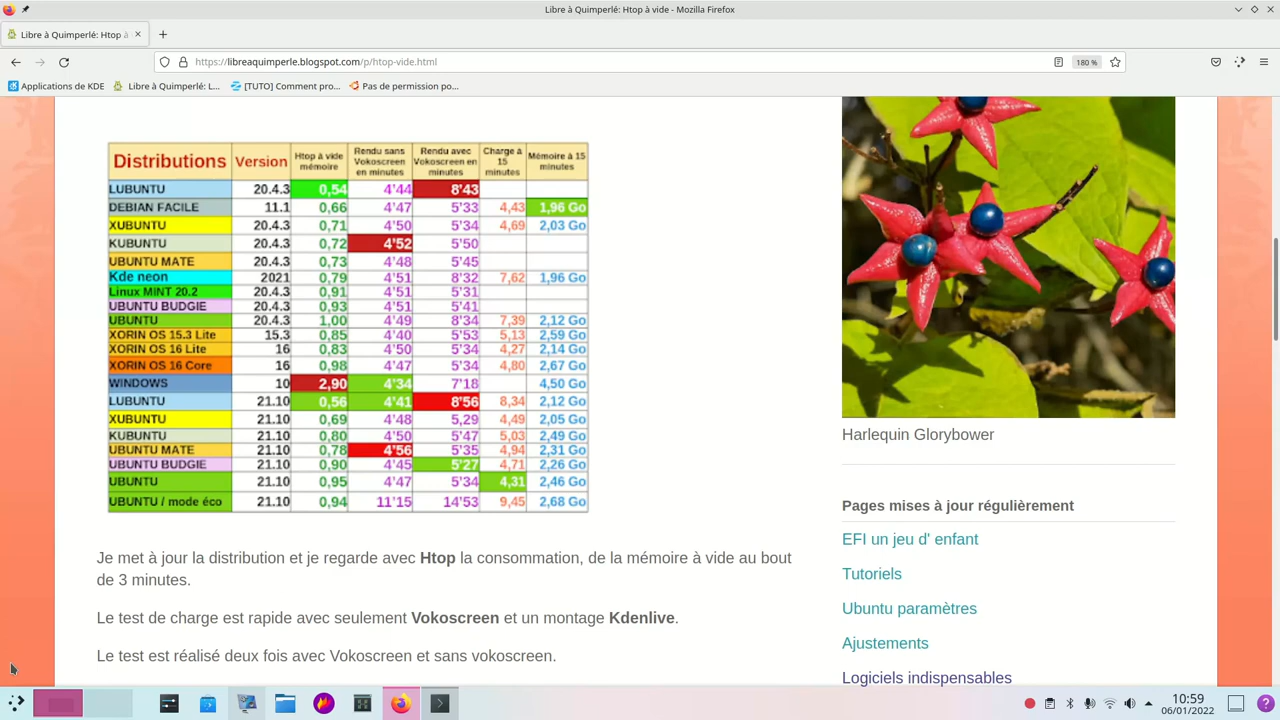 Libre à Quimperlé: Htop à vide - Mozilla Firefox
Libre à Quimperlé: Htop à
https://libreaquimperle.blogspot.com/p/htop-vide.html
180 %
Applications de KDE Libre à Quimperlé: L... [TUTO] Comment pro... Pas de permission po...
Distributions Version Htop à vide mémoire Rendu sans Vokoscreen en minutes Rendu avec Vokoscreen en minutes Charge à 15 minutes Mémoire à 15 minutes
LUBUNTU 20.4.3 0,54 4'44 8'43
DEBIAN FACILE 11.1 0,66 4'47 5'33 4,43 1,96 Go
XUBUNTU 20.4.3 0,71 4'50 5'34 4,69 2,03 Go
KUBUNTU 20.4.3 0,72 4'52 5'50
UBUNTU MATE 20.4.3 0,73 4'48 5'45
Kde neon 2021 0,79 4'51 8'32 7,62 1,96 Go
Linux MINT 20.2 20.4.3 0,91 4'51 5'31
UBUNTU BUDGIE 20.4.3 0,93 4'51 5'41
UBUNTU 20.4.3 1,00 4'49 8'34 7,39 2,12 Go
XORIN OS 15.3 Lite 15.3 0,85 4'40 5'53 5,13 2,59 Go
XORIN OS 16 Lite 16 0,83 4'50 5'34 4,27 2,14 Go
XORIN OS 16 Core 16 0,98 4'47 5'34 4,80 2,67 Go
WINDOWS 10 2,90 4'34 7'18 4,50 Go
LUBUNTU 21.10 0,56 4'41 8'56 8,34 2,12 Go
XUBUNTU 21.10 0,69 4'48 5,29 4,49 2,05 Go
KUBUNTU 21.10 0,80 4'50 5'47 5,03 2,49 Go
UBUNTU MATE 21.10 0,78 4'56 5'35 4,94 2,31 Go
UBUNTU BUDGIE 21.10 0,90 4'45 5'27 4,71 2,26 Go
UBUNTU 21.10 0,95 4'47 5'34 4,31 2,46 Go
UBUNTU / mode éco 21.10 0,94 11'15 14'53 9,45 2,68 Go
Je met à jour la distribution et je regarde avec Htop la consommation, de la mémoire à vide au bout
de 3 minutes.
Le test de charge est rapide avec seulement Vokoscreen et un montage Kdenlive.
Le test est réalisé deux fois avec Vokoscreen et sans vokoscreen.
Harlequin Glorybower
Pages mises à jour régulièrement
EFI un jeu d' enfant
Tutoriels
Ubuntu paramètres
Ajustements
Logiciels indispensables
10:59
06/01/2022